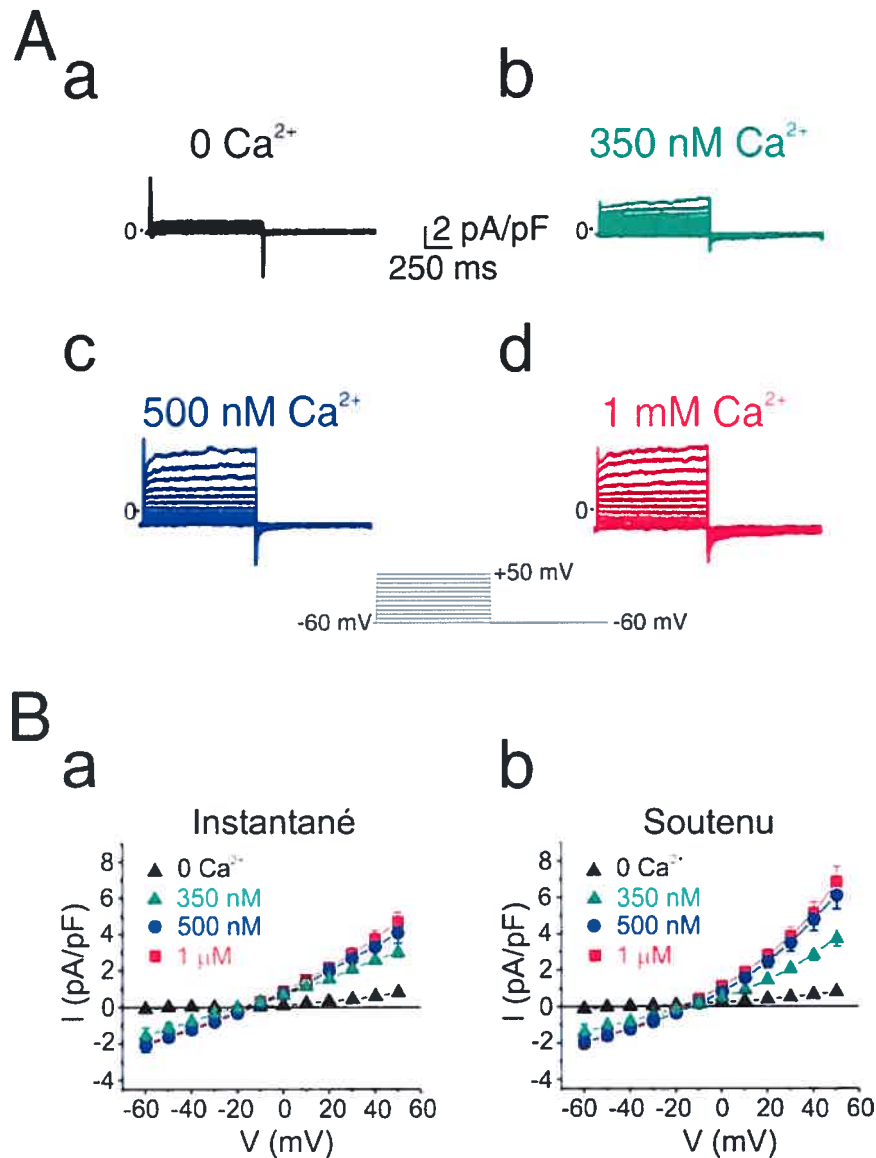 A
a
b
0 Ca²⁺
350 nM Ca²⁺
0
2 pA/pF
250 ms
0
c
d
500 nM Ca²⁺
1 mM Ca²⁺
0
0
+50 mV
-60 mV
-60 mV
B
a
b
Instantané
Soutenu
8
6
4
2
0
-2
-4
I (pA/pF)
0 Ca²⁺
350 nM
500 nM
1 µM
-60 -40 -20 0 20 40 60
V (mV)
8
6
4
2
0
-2
-4
I (pA/pF)
0 Ca²⁺
350 nM
500 nM
1 µM
-60 -40 -20 0 20 40 60
V (mV)